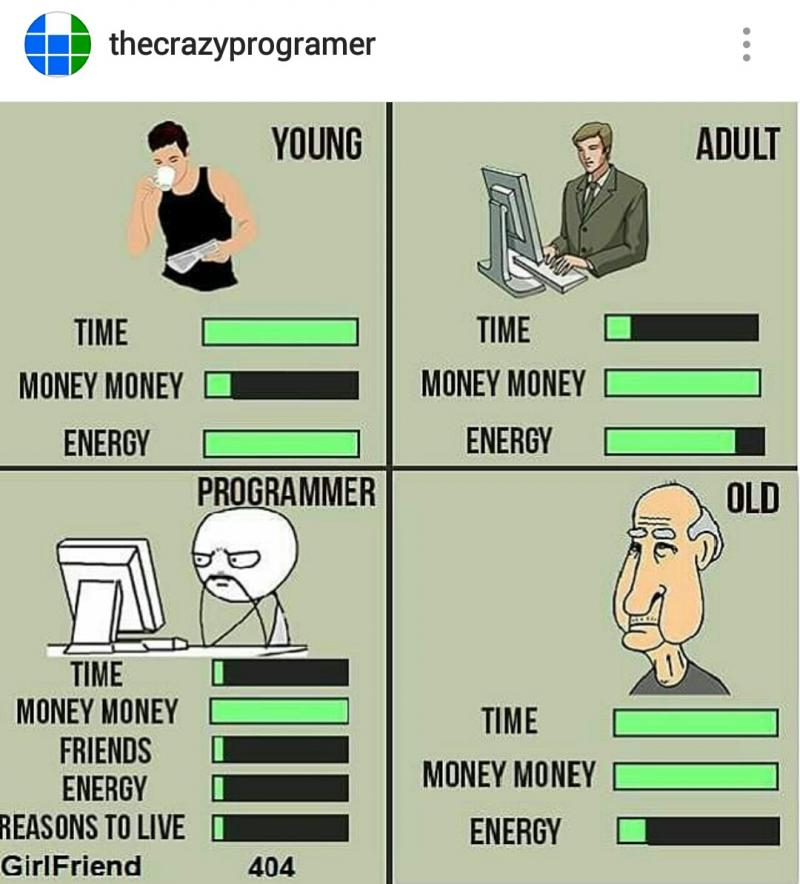 thecrazyprogramer
YOUNG
TIME
MONEY MONEY
ENERGY
ADULT
TIME
MONEY MONEY
ENERGY
PROGRAMMER
TIME
MONEY MONEY
FRIENDS
ENERGY
REASONS TO LIVE
GirlFriend 404
OLD
TIME
MONEY MONEY
ENERGY